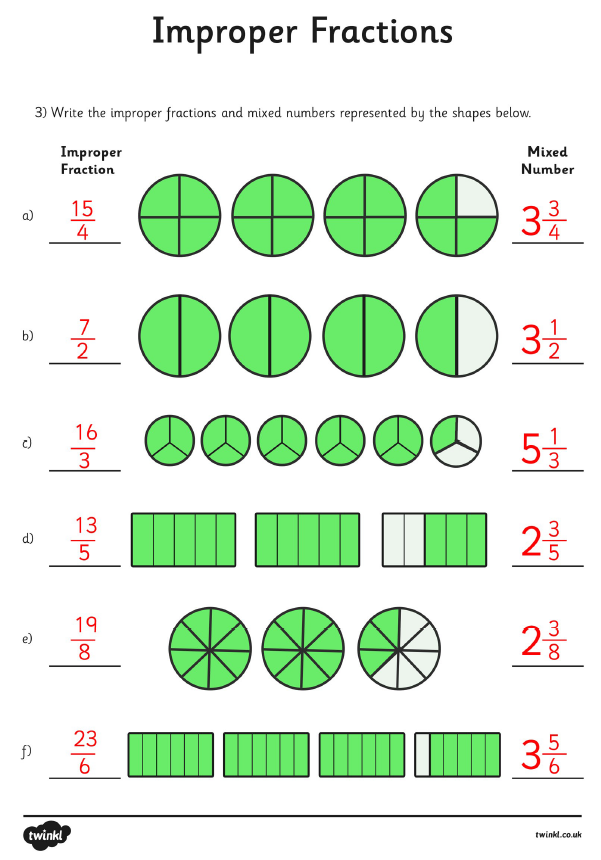 Improper Fractions
3) Write the improper fractions and mixed numbers represented by the shapes below.
Improper Fraction
Mixed Number
a) 15/4 3 3/4
b) 7/2 3 1/2
c) 16/3 5 1/3
d) 13/5 2 3/5
e) 19/8 2 3/8
f) 23/6 3 5/6
twinkl
twinkl.co.uk